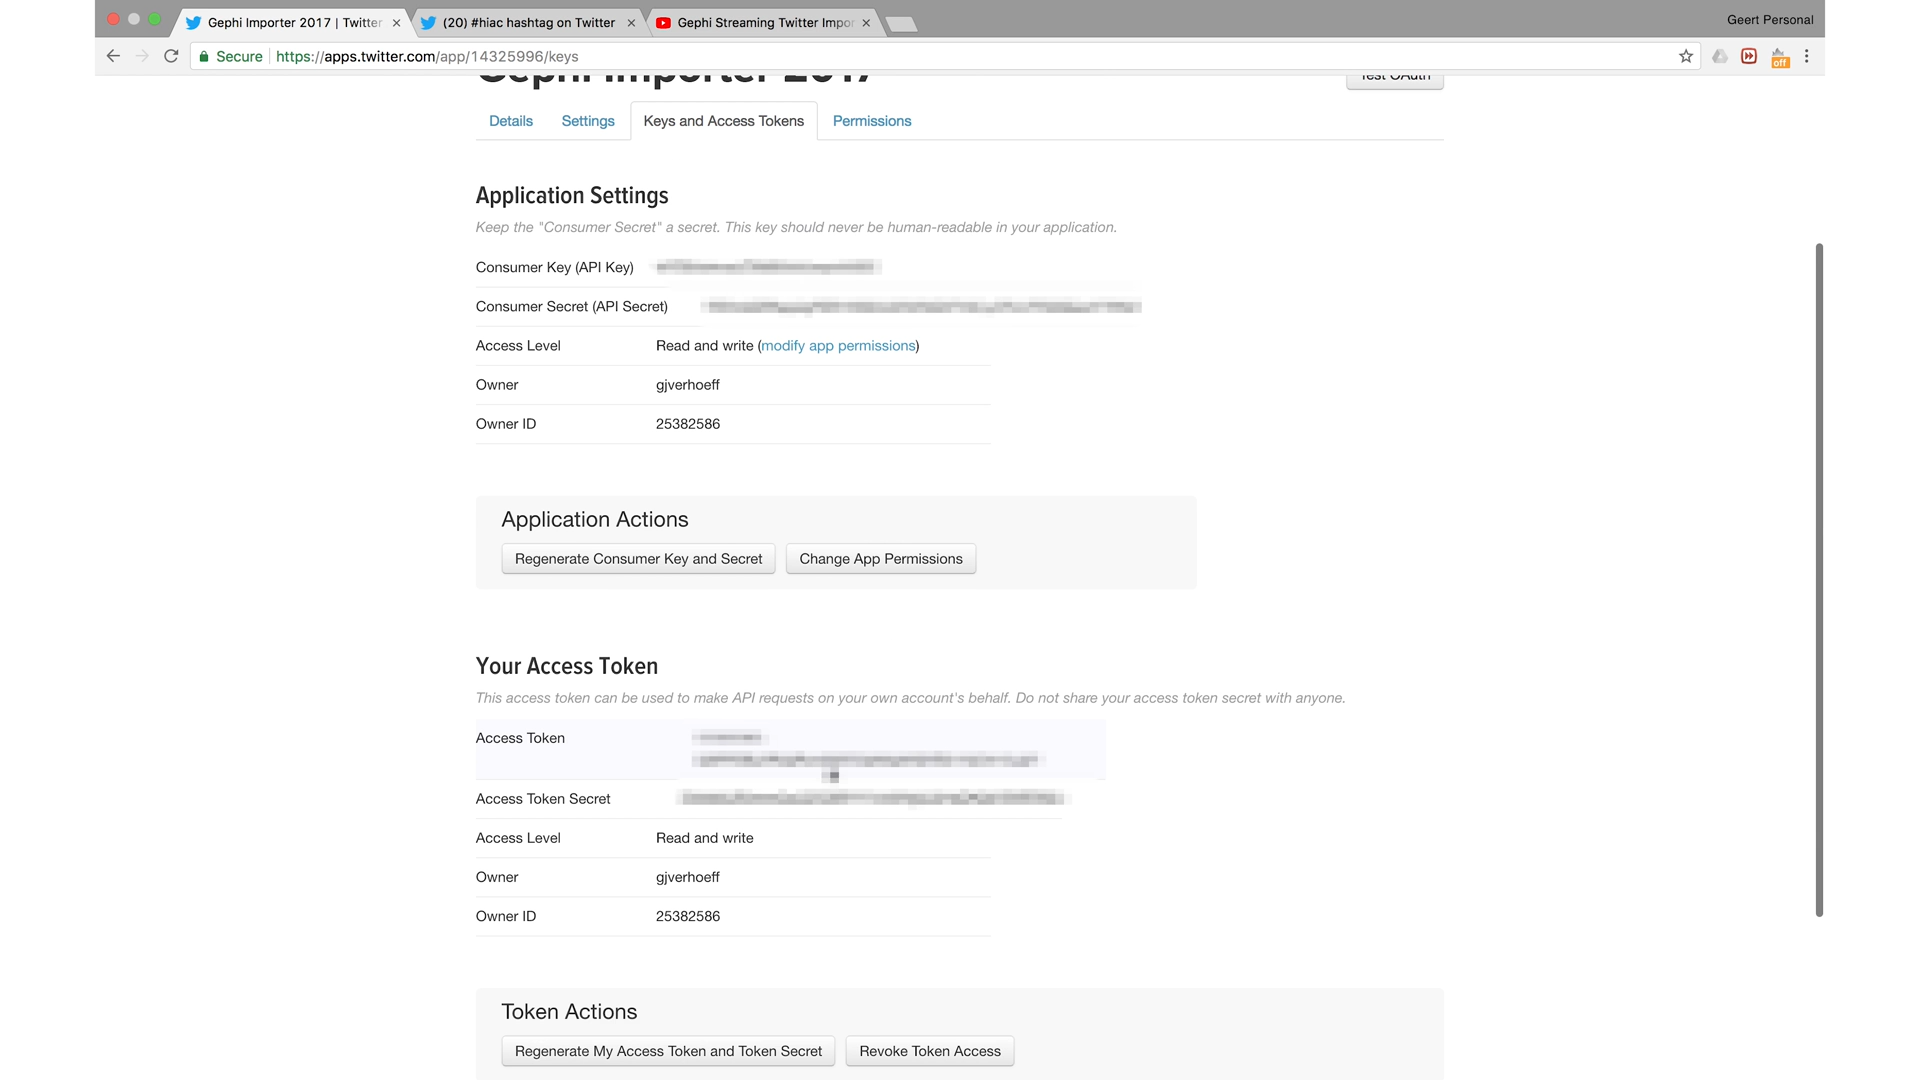 Gephi Importer 2017 | Twitter
(20) #hiac hashtag on Twitter
Gephi Streaming Twitter Impor
Geert Personal
Secure
https://apps.twitter.com/app/14325996/keys
off
Gephi Importer 2017
Test OAuth
Details
Settings
Keys and Access Tokens
Permissions
Application Settings
Keep the "Consumer Secret" a secret. This key should never be human-readable in your application.
Consumer Key (API Key)
Consumer Secret (API Secret)
Access Level Read and write (modify app permissions)
Owner gjverhoeff
Owner ID 25382586
Application Actions
Regenerate Consumer Key and Secret
Change App Permissions
Your Access Token
This access token can be used to make API requests on your own account's behalf. Do not share your access token secret with anyone.
Access Token
Access Token Secret
Access Level Read and write
Owner gjverhoeff
Owner ID 25382586
Token Actions
Regenerate My Access Token and Token Secret
Revoke Token Access